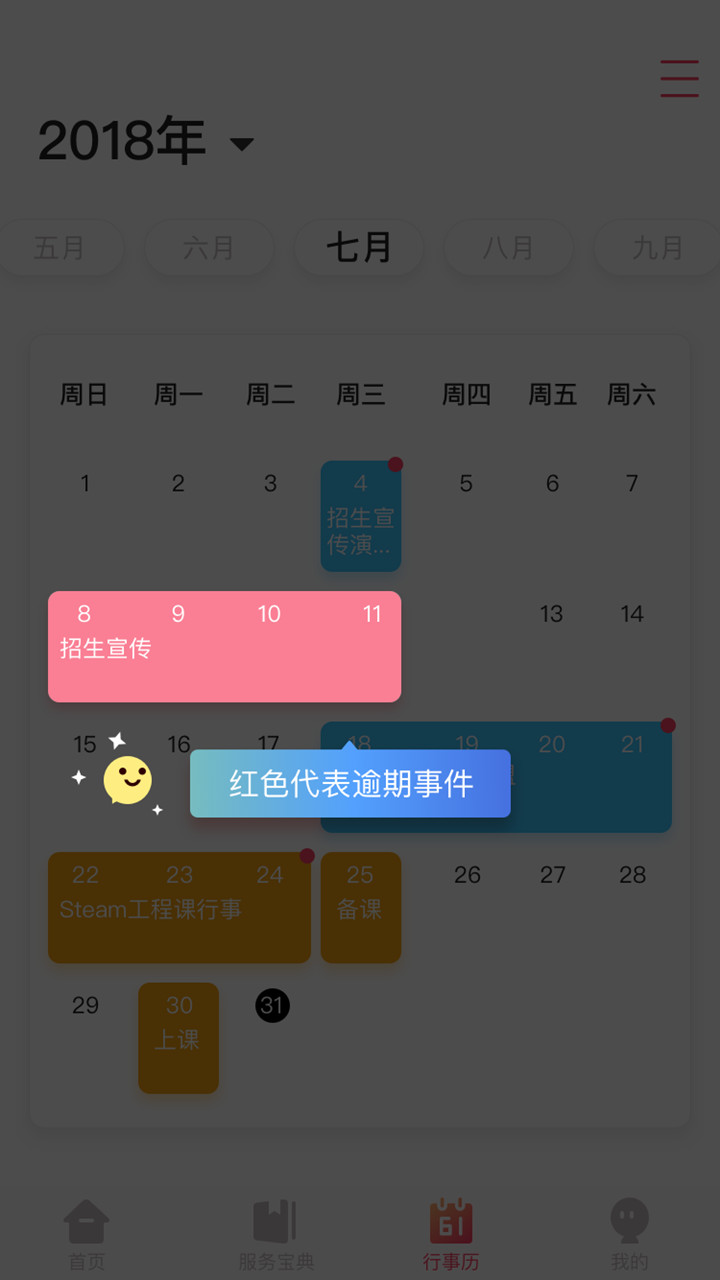 2018年
五月 六月 七月 八月 九月
周日 周一 周二 周三 周四 周五 周六
1 2 3 4 5 6 7
招生宣
传演...
8 9 10 11 13 14
招生宣传
15 16 17 18 19 20 21
红色代表逾期事件
22 23 24 25 26 27 28
Steam工程课行事 备课
29 30 31
上课
61
首页 服务宝典 行事历 我的